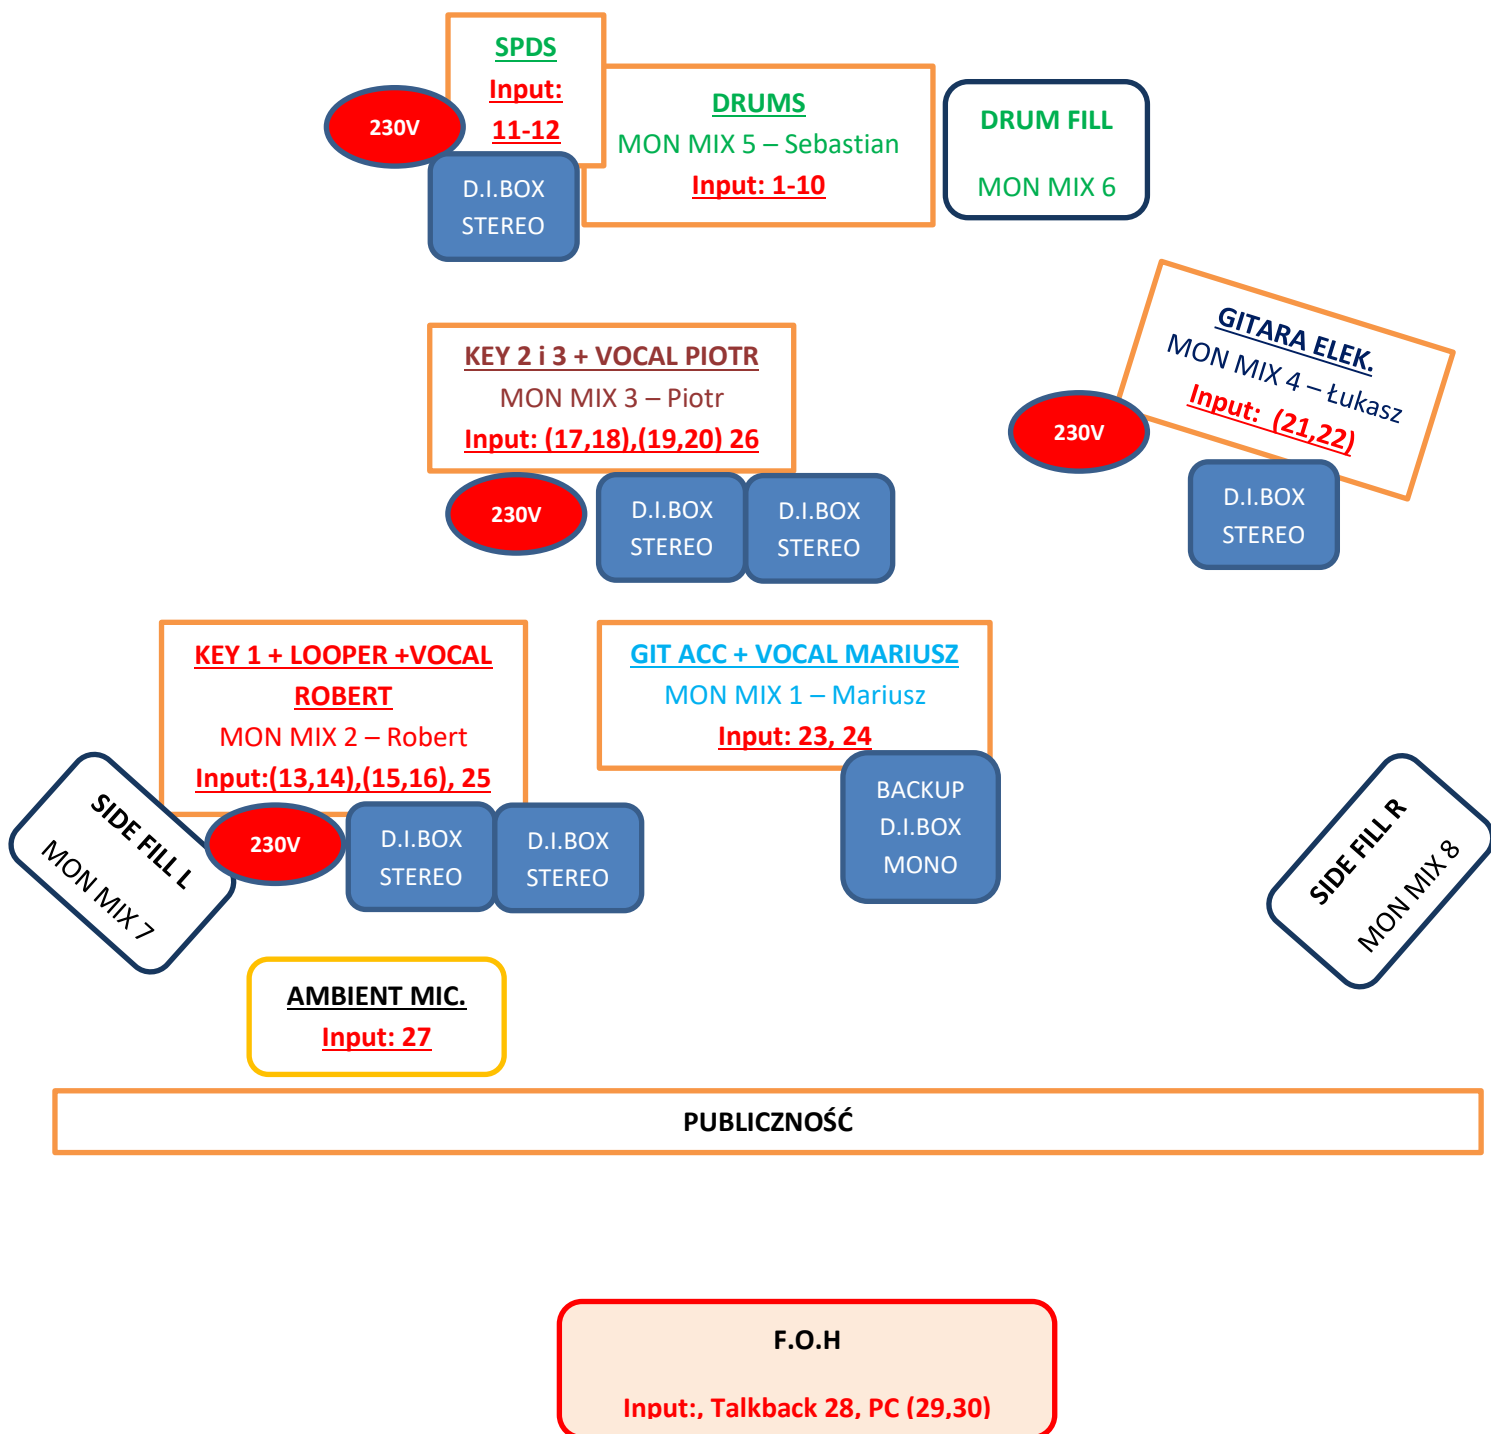 SPDS
Input:
11-12
230V
D.I.BOX
STEREO
DRUMS
MON MIX 5 – Sebastian
Input: 1-10
DRUM FILL
MON MIX 6
KEY 2 i 3 + VOCAL PIOTR
MON MIX 3 – Piotr
Input: (17,18),(19,20) 26
230V
D.I.BOX
STEREO
D.I.BOX
STEREO
GITARA ELEK.
MON MIX 4 – Łukasz
Input: (21,22)
230V
D.I.BOX
STEREO
KEY 1 + LOOPER +VOCAL
ROBERT
MON MIX 2 – Robert
Input:(13,14),(15,16), 25
230V
D.I.BOX
STEREO
D.I.BOX
STEREO
GIT ACC + VOCAL MARIUSZ
MON MIX 1 – Mariusz
Input: 23, 24
BACKUP
D.I.BOX
MONO
SIDE FILL L
MON MIX 7
SIDE FILL R
MON MIX 8
AMBIENT MIC.
Input: 27
PUBLICZNOŚĆ
F.O.H
Input:, Talkback 28, PC (29,30)